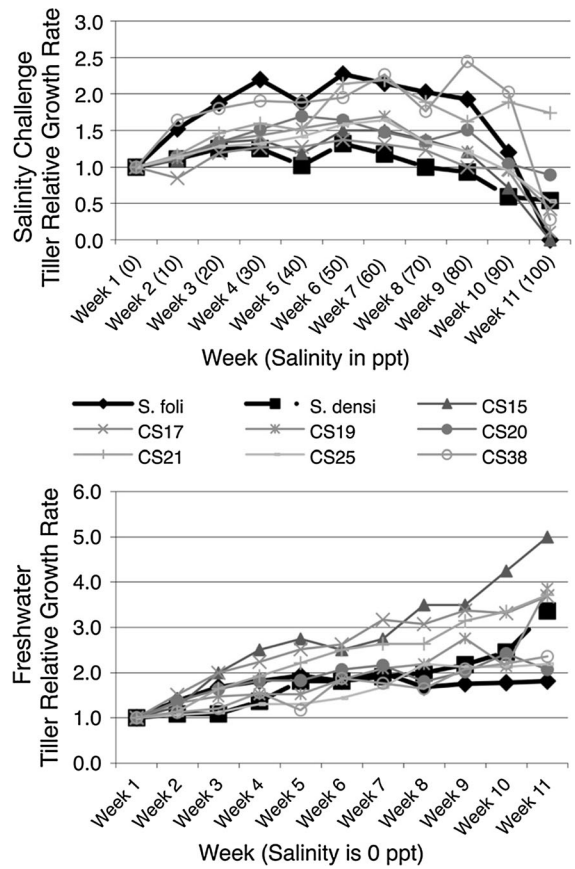 Salinity Challenge
Tiller Relative Growth Rate
3.0
2.5
2.0
1.5
1.0
0.5
0.0
Week 1 (0)
Week 2 (10)
Week 3 (20)
Week 4 (30)
Week 5 (40)
Week 6 (50)
Week 7 (60)
Week 8 (70)
Week 9 (80)
Week 10 (90)
Week 11 (100)
Week (Salinity in ppt)
S. foli
S. densi
CS15
CS17
CS19
CS20
CS21
CS25
CS38
Freshwater
Tiller Relative Growth Rate
6.0
5.0
4.0
3.0
2.0
1.0
0.0
Week 1
Week 2
Week 3
Week 4
Week 5
Week 6
Week 7
Week 8
Week 9
Week 10
Week 11
Week (Salinity is 0 ppt)